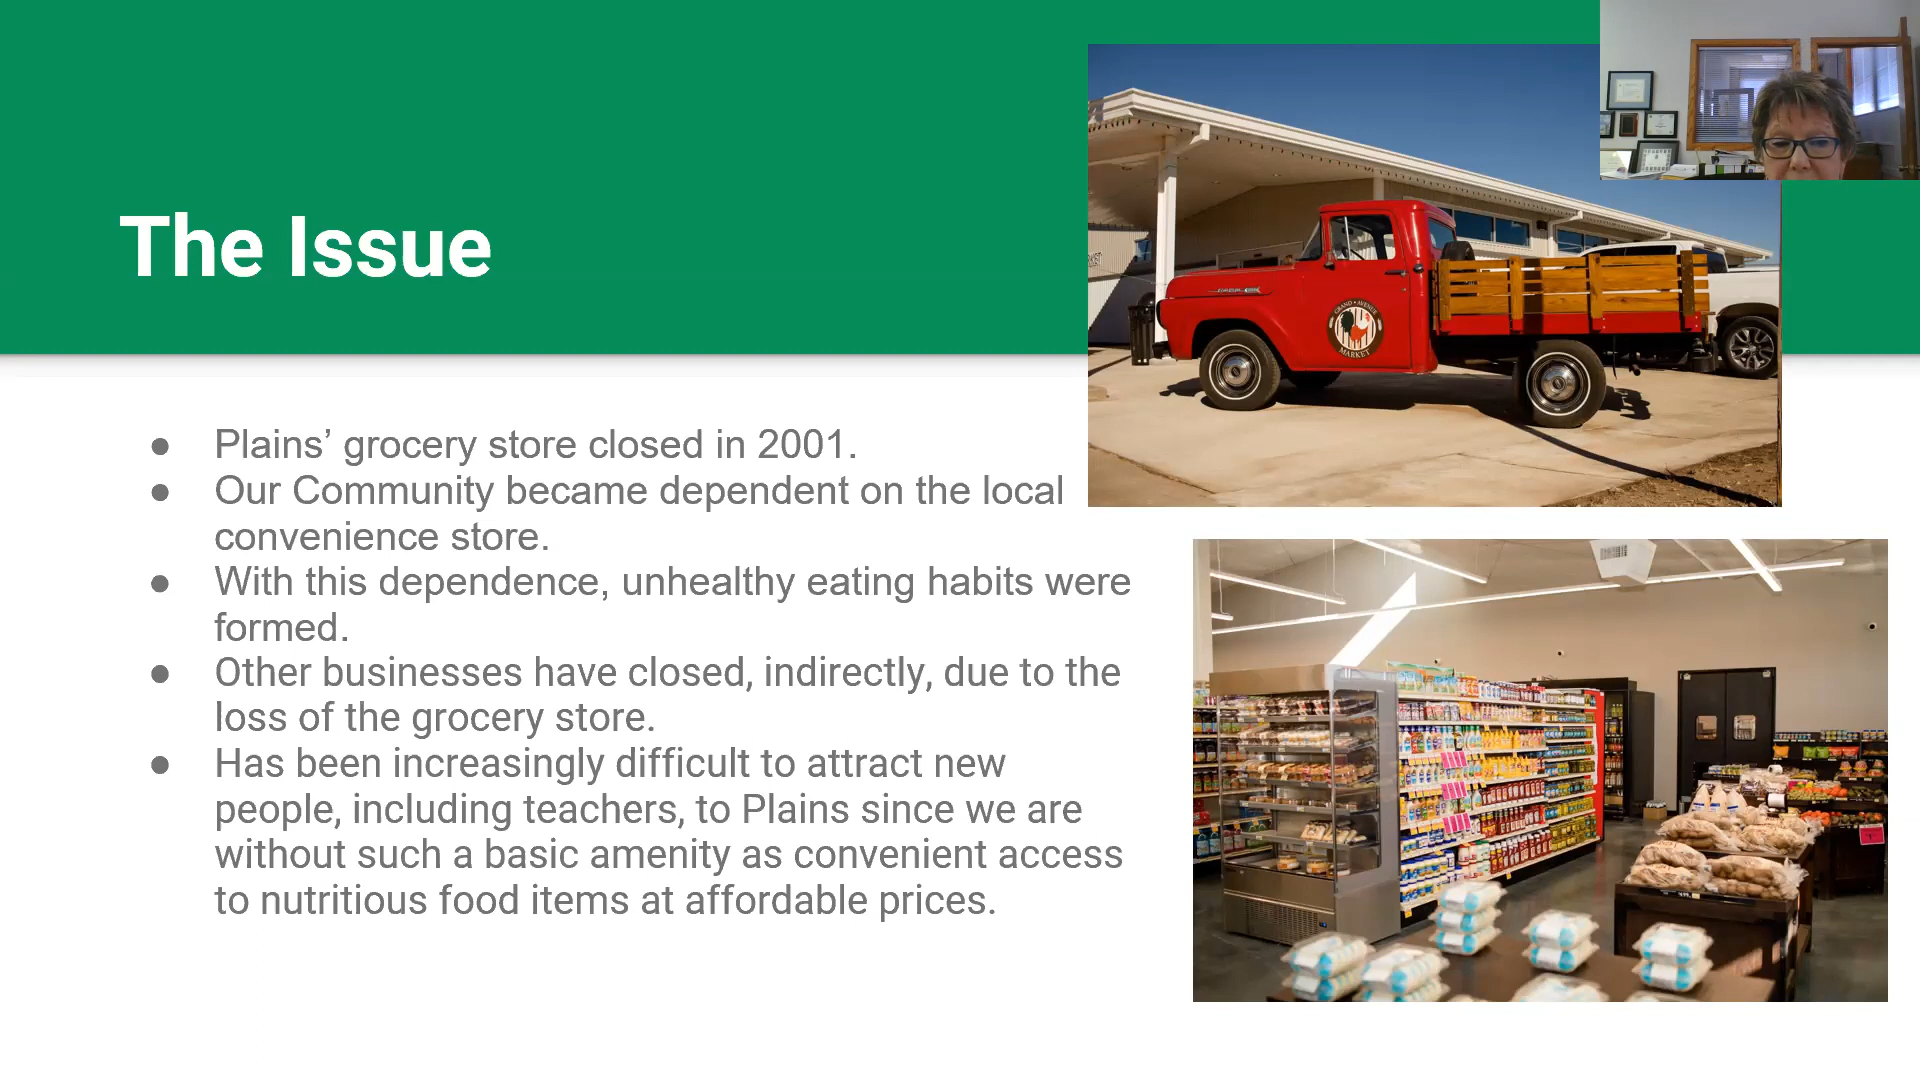 The Issue
GRAND • AVENUE
MARKET
● Plains’ grocery store closed in 2001.
● Our Community became dependent on the local
convenience store.
● With this dependence, unhealthy eating habits were
formed.
● Other businesses have closed, indirectly, due to the
loss of the grocery store.
● Has been increasingly difficult to attract new
people, including teachers, to Plains since we are
without such a basic amenity as convenient access
to nutritious food items at affordable prices.